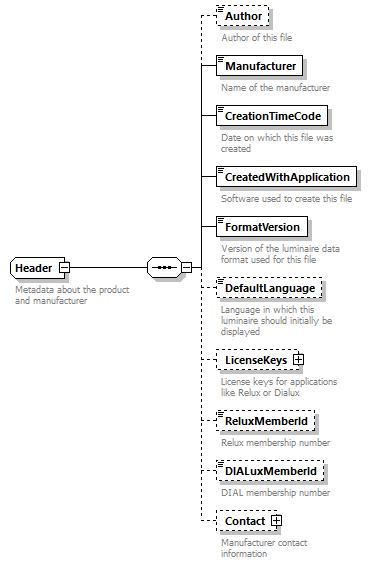 Author
Author of this file
Manufacturer
Name of the manufacturer
CreationTimeCode
Date on which this file was
created
CreatedWithApplication
Software used to create this file
FormatVersion
Version of the luminaire data
format used for this file
Header
Metadata about the product
and manufacturer
DefaultLanguage
Language in which this
luminaire should initially be
displayed
LicenseKeys
License keys for applications
like Relux or Dialux
ReluxMemberId
Relux membership number
DIALuxMemberId
DIAL membership number
Contact
Manufacturer contact
information